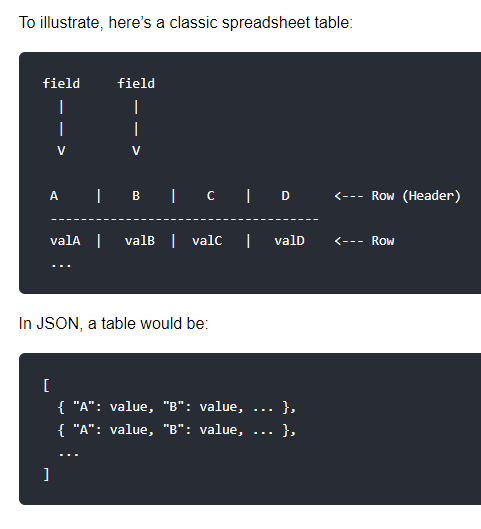 To illustrate, here’s a classic spreadsheet table:
field     field
  |         |
  |         |
  V         V
 A     |    B    |    C    |    D      <--- Row (Header)
 ------------------------------------
 valA  |   valB  |  valC   |   valD    <--- Row
 ...
In JSON, a table would be:
[
  { "A": value, "B": value, ... },
  { "A": value, "B": value, ... },
  ...
]